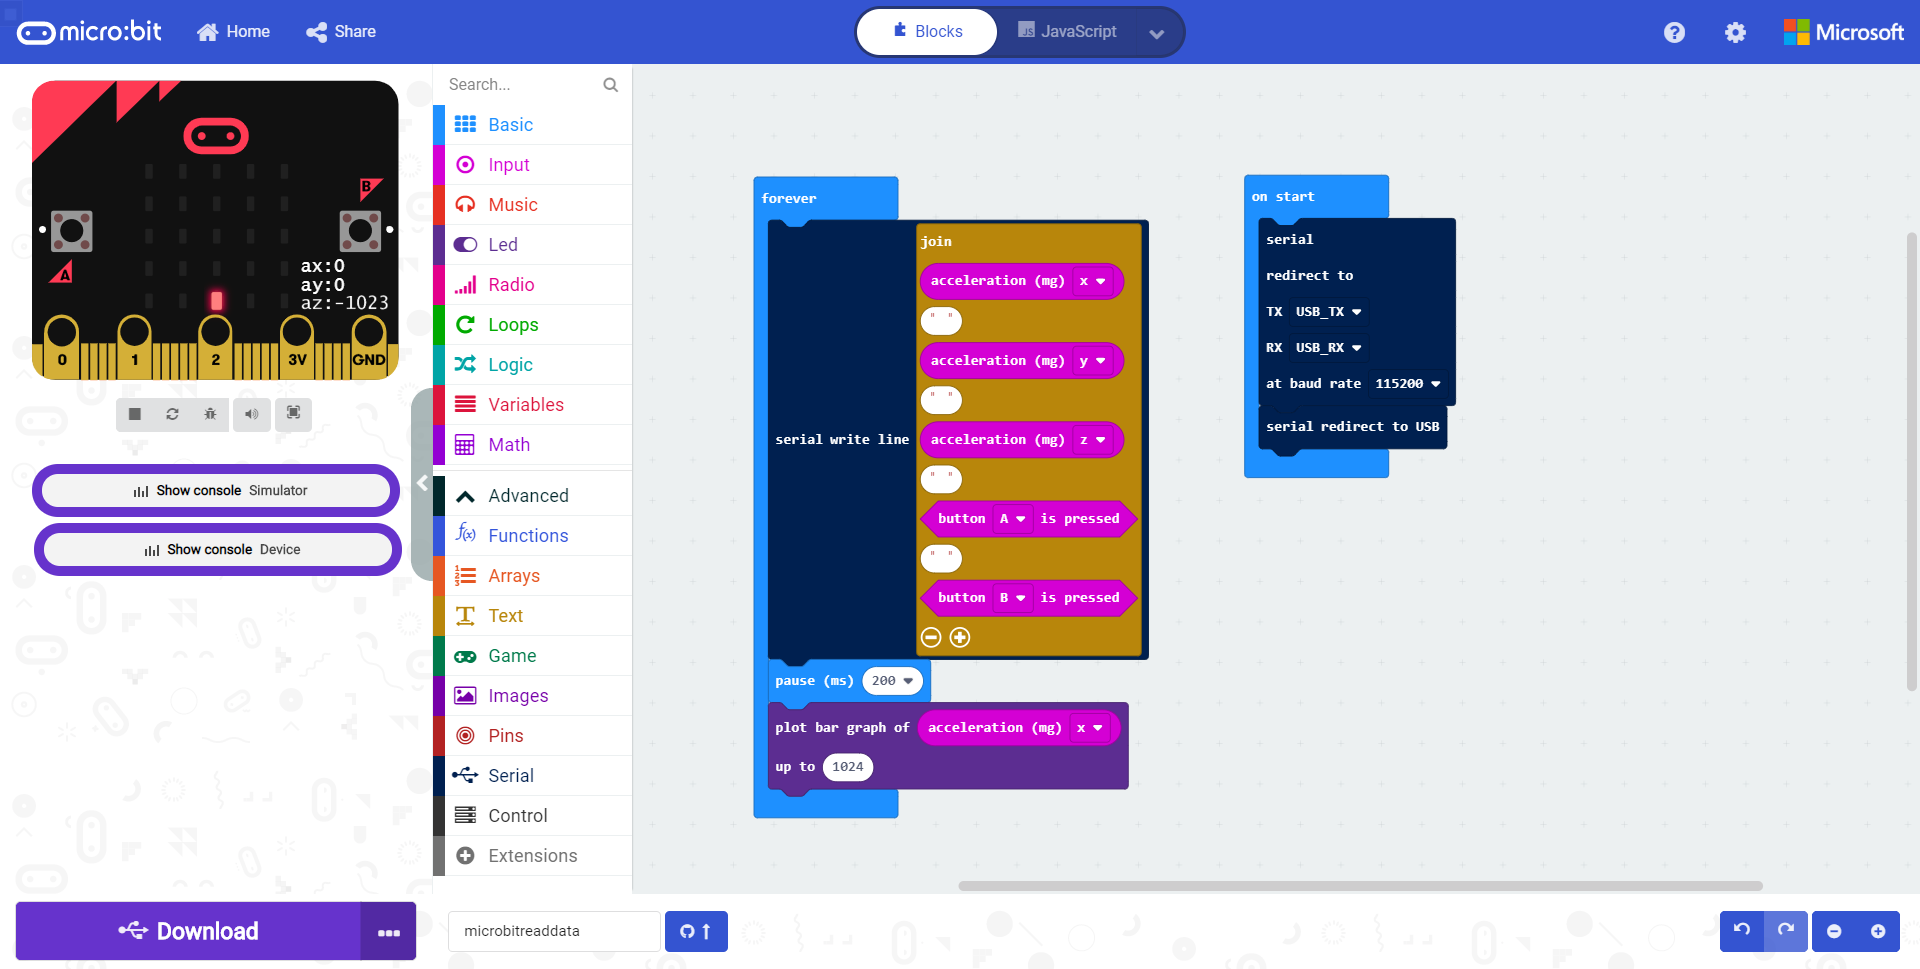 micro:bit
Home
Share
Blocks
JavaScript
Microsoft
B
A
ax:0
ay:0
az:-1023
0
1
2
3V
GND
Show console Simulator
Show console Device
Download
Search...
Basic
Input
Music
Led
Radio
Loops
Logic
Variables
Math
Advanced
Functions
Arrays
Text
Game
Images
Pins
Serial
Control
Extensions
forever
serial write line
join
acceleration (mg) x
" "
acceleration (mg) y
" "
acceleration (mg) z
" "
button A is pressed
" "
button B is pressed
pause (ms) 200
plot bar graph of acceleration (mg) x
up to 1024
on start
serial
redirect to
TX USB_TX
RX USB_RX
at baud rate 115200
serial redirect to USB
microbitreaddata